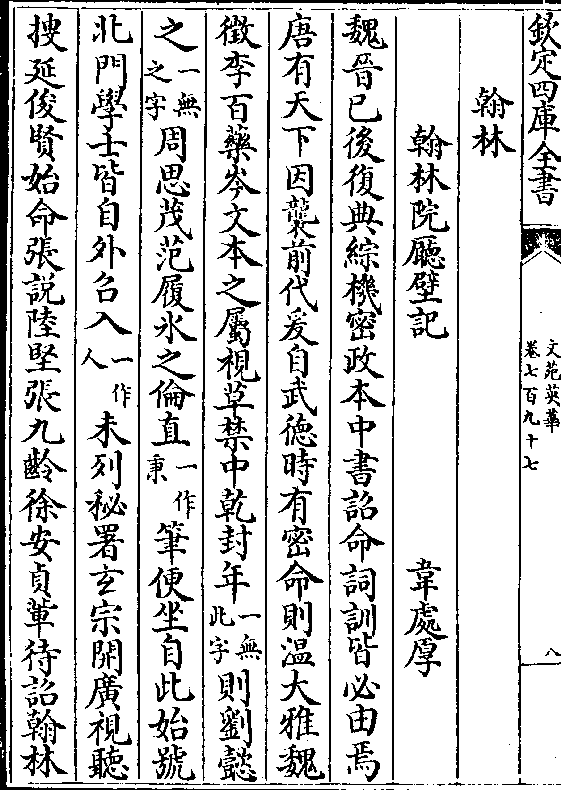 欽定四庫全書
文苑英華
卷七百九十七
八
翰林
翰林院廳壁記
韋處厚
魏晉已後復典綜機密政本中書詔命詞訓皆必由焉
唐有天下因襲前代爰自武徳時有密命則温大雅魏
徵李百藥岑文本之屬視草禁中乾封年一無此字則劉懿
之一無之字周思茂范履氷之倫直一作秉筆便坐自此始號
北門學士皆自外召入一作人未列秘署玄宗開廣視聽
搜延俊賢始命張説陸堅張九齡徐安貞輩待詔翰林